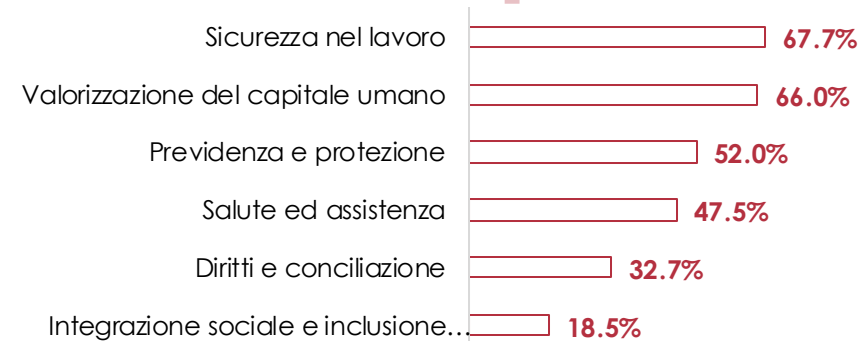 Sicurezza nel lavoro 67.7%
Valorizzazione del capitale umano 66.0%
Previdenza e protezione 52.0%
Salute ed assistenza 47.5%
Diritti e conciliazione 32.7%
Integrazione sociale e inclusione… 18.5%